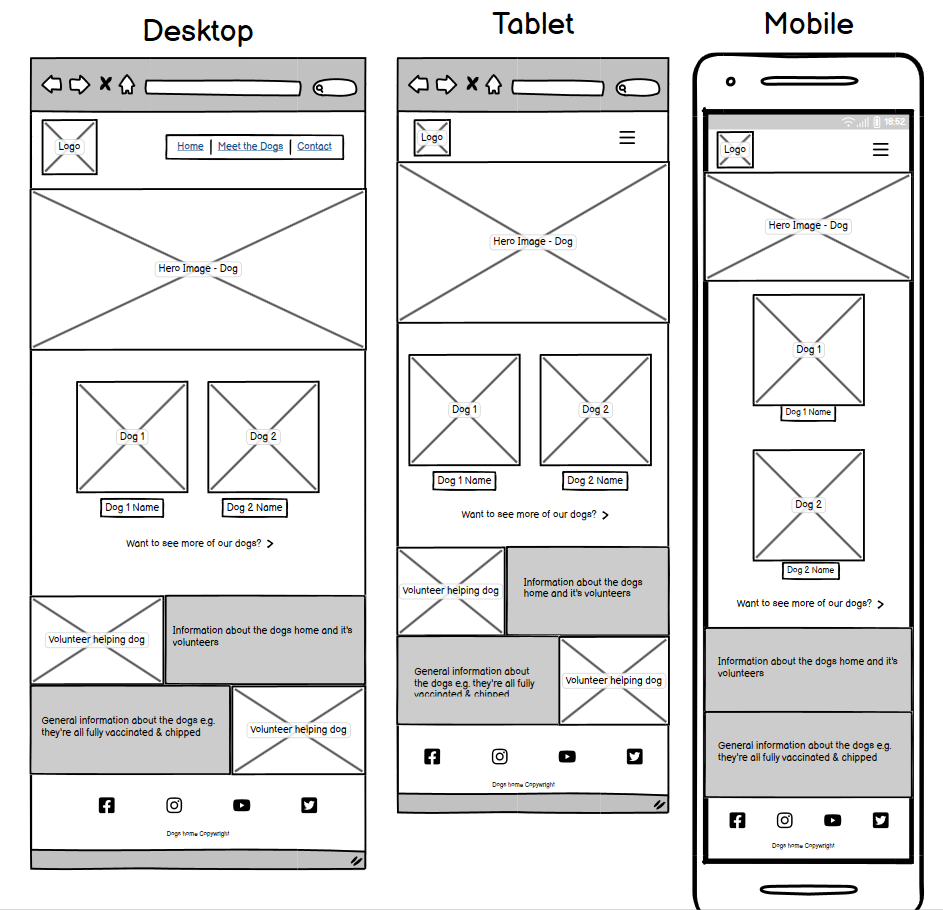 Desktop
Logo
Home | Meet the Dogs | Contact
Hero Image - Dog
Dog 1
Dog 2
Dog 1 Name
Dog 2 Name
Want to see more of our dogs? >
Volunteer helping dog
Information about the dogs home and it's
volunteers
General information about the dogs e.g.
they're all fully vaccinated & chipped
Volunteer helping dog
Dogs home Copyright
Tablet
Logo
Hero Image - Dog
Dog 1
Dog 2
Dog 1 Name
Dog 2 Name
Want to see more of our dogs? >
Volunteer helping dog
Information about the dogs
home and it's volunteers
General information about
the dogs e.g. they're all fully
vaccinated & chipped
Volunteer helping dog
Dogs home Copyright
Mobile
18:52
Logo
Hero Image - Dog
Dog 1
Dog 1 Name
Dog 2
Dog 2 Name
Want to see more of our dogs? >
Information about the dogs home and it's
volunteers
General information about the dogs e.g.
they're all fully vaccinated & chipped
Dogs home Copyright